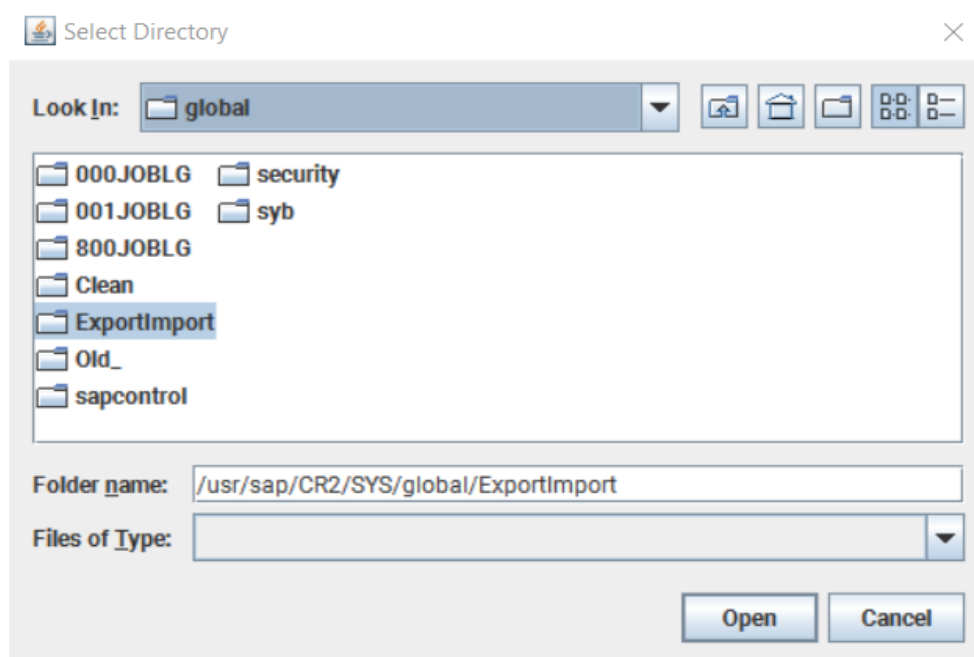 Select Directory
Look In: global
000JOBLG security
001JOBLG syb
800JOBLG
Clean
ExportImport
Old_
sapcontrol
Folder name: /usr/sap/CR2/SYS/global/ExportImport
Files of Type:
Open Cancel